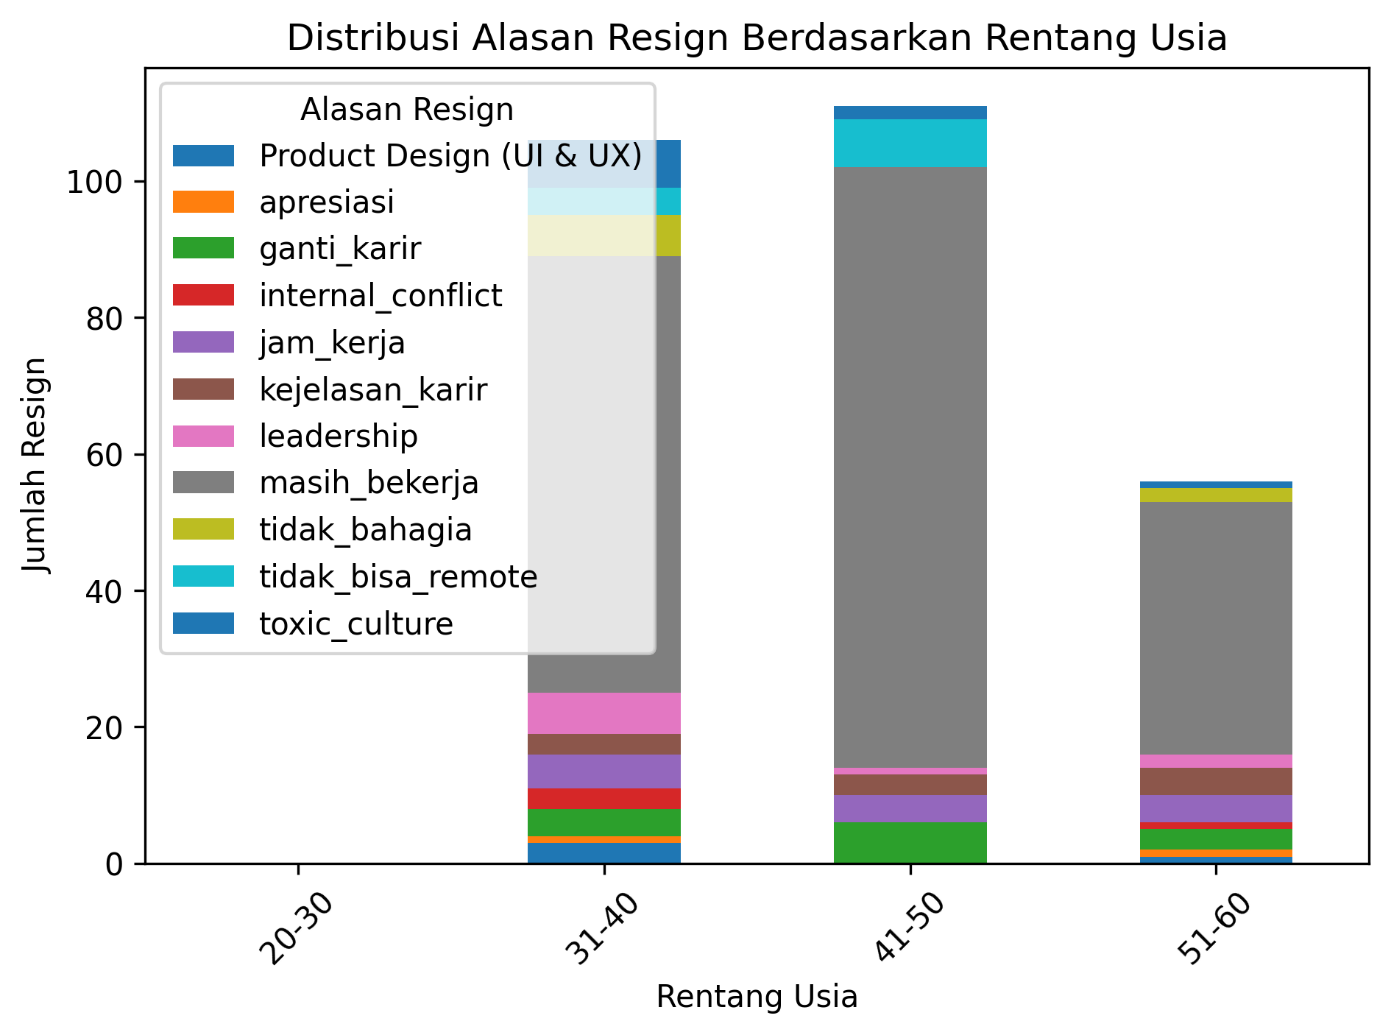 Distribusi Alasan Resign Berdasarkan Rentang Usia
Alasan Resign
Product Design (UI & UX)
apresiasi
ganti_karir
internal_conflict
jam_kerja
kejelasan_karir
leadership
masih_bekerja
tidak_bahagia
tidak_bisa_remote
toxic_culture
Jumlah Resign
100
80
60
40
20
0
20-30
31-40
41-50
51-60
Rentang Usia